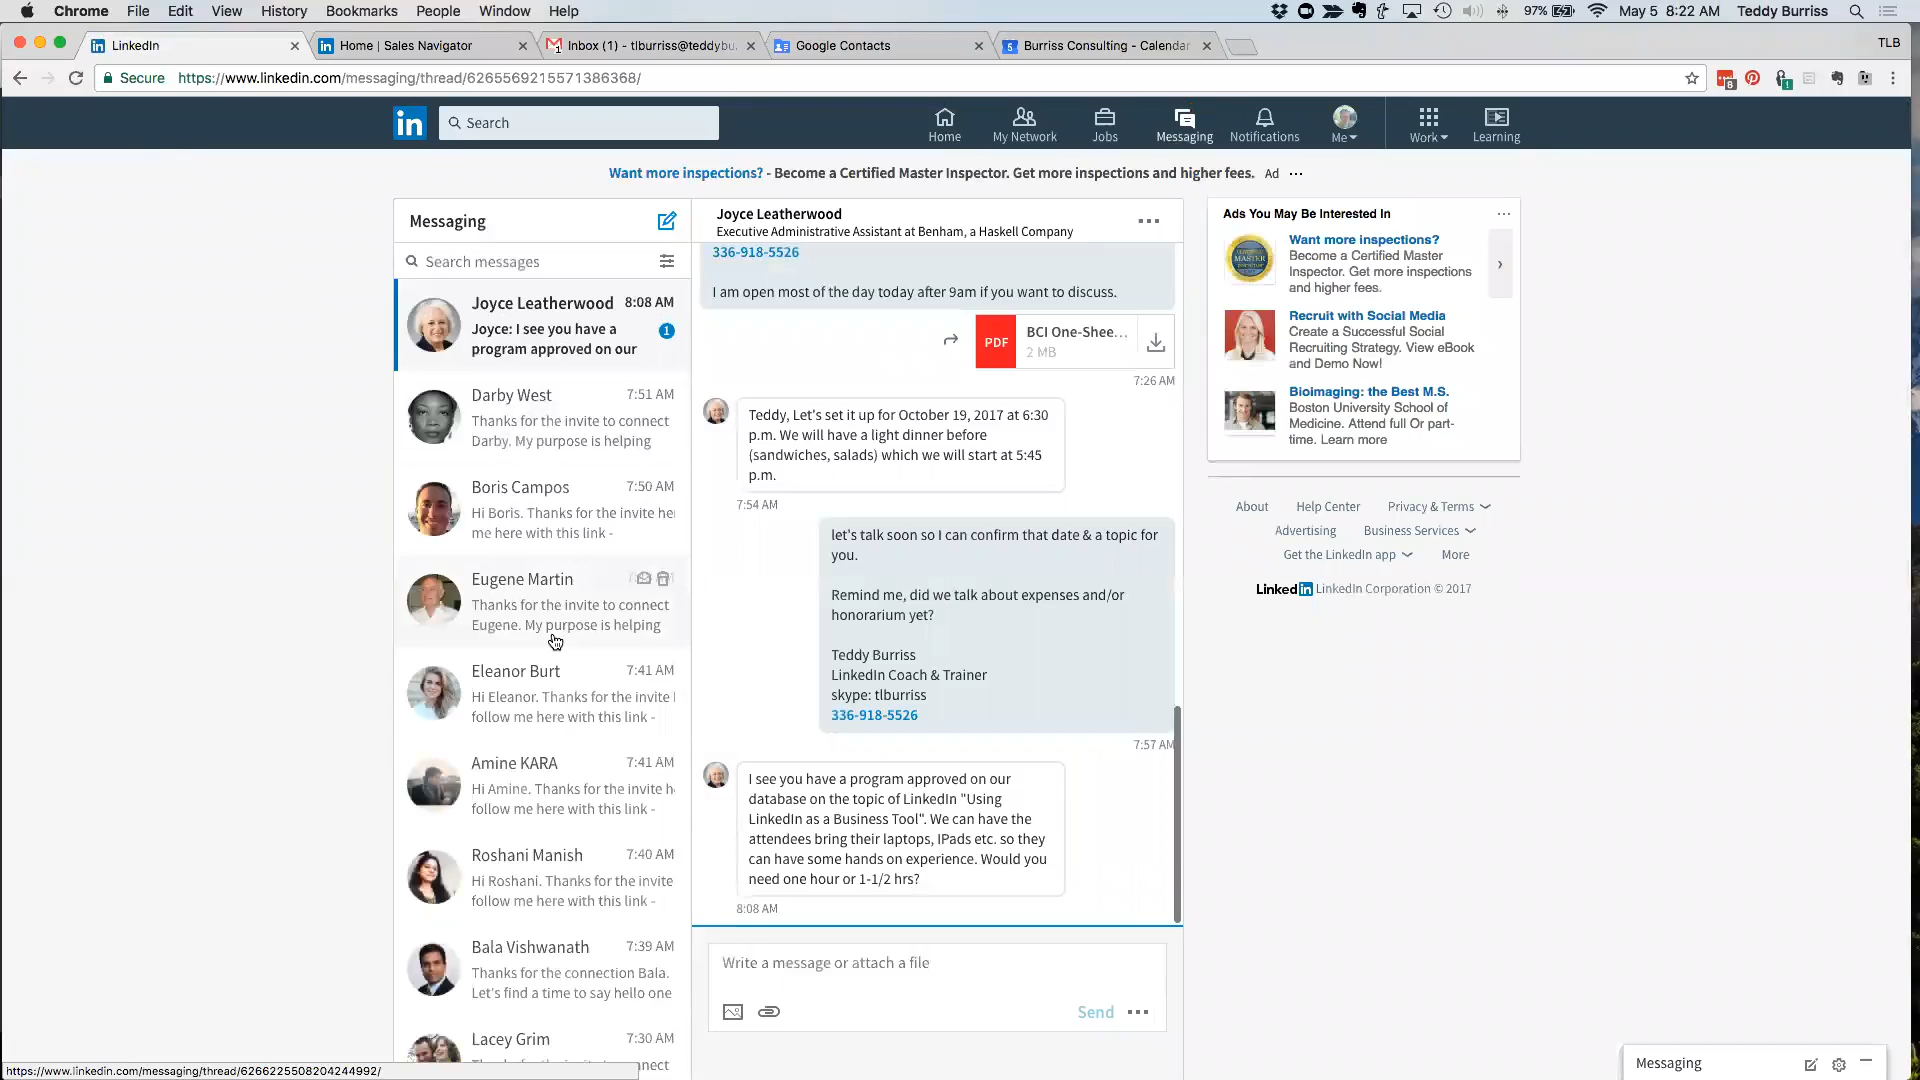 Chrome File Edit View History Bookmarks People Window Help
97% May 5 8:22 AM Teddy Burriss
LinkedIn
Home | Sales Navigator
Inbox (1) - tlburriss@teddybu
Google Contacts
Burriss Consulting - Calendar
TLB
Secure https://www.linkedin.com/messaging/thread/6265569215571386368/
in Search
Home My Network Jobs Messaging Notifications Me Work Learning
Want more inspections? - Become a Certified Master Inspector. Get more inspections and higher fees. Ad
Messaging
Search messages
Joyce Leatherwood 8:08 AM
Joyce: I see you have a
program approved on our
1
Darby West 7:51 AM
Thanks for the invite to connect
Darby. My purpose is helping
Boris Campos 7:50 AM
Hi Boris. Thanks for the invite her
me here with this link -
Eugene Martin
Thanks for the invite to connect
Eugene. My purpose is helping
Eleanor Burt 7:41 AM
Hi Eleanor. Thanks for the invite
follow me here with this link -
Amine KARA 7:41 AM
Hi Amine. Thanks for the invite h
follow me here with this link -
Roshani Manish 7:40 AM
Hi Roshani. Thanks for the invite
follow me here with this link -
Bala Vishwanath 7:39 AM
Thanks for the connection Bala.
Let's find a time to say hello one
Lacey Grim 7:30 AM
https://www.linkedin.com/messaging/thread/6266225508204244992/
Joyce Leatherwood
Executive Administrative Assistant at Benham, a Haskell Company
336-918-5526
I am open most of the day today after 9am if you want to discuss.
PDF
BCI One-Shee...
2 MB
7:26 AM
Teddy, Let's set it up for October 19, 2017 at 6:30
p.m. We will have a light dinner before
(sandwiches, salads) which we will start at 5:45
p.m.
7:54 AM
let's talk soon so I can confirm that date & a topic for
you.
Remind me, did we talk about expenses and/or
honorarium yet?
Teddy Burriss
LinkedIn Coach & Trainer
skype: tlburriss
336-918-5526
7:57 AM
I see you have a program approved on our
database on the topic of LinkedIn "Using
LinkedIn as a Business Tool". We can have the
attendees bring their laptops, IPads etc. so they
can have some hands on experience. Would you
need one hour or 1-1/2 hrs?
8:08 AM
Write a message or attach a file
Send
Ads You May Be Interested In
Want more inspections?
Become a Certified Master
Inspector. Get more inspections
and higher fees.
Recruit with Social Media
Create a Successful Social
Recruiting Strategy. View eBook
and Demo Now!
Bioimaging: the Best M.S.
Boston University School of
Medicine. Attend full Or part-
time. Learn more
About Help Center Privacy & Terms
Advertising Business Services
Get the LinkedIn app More
LinkedIn LinkedIn Corporation © 2017
Messaging